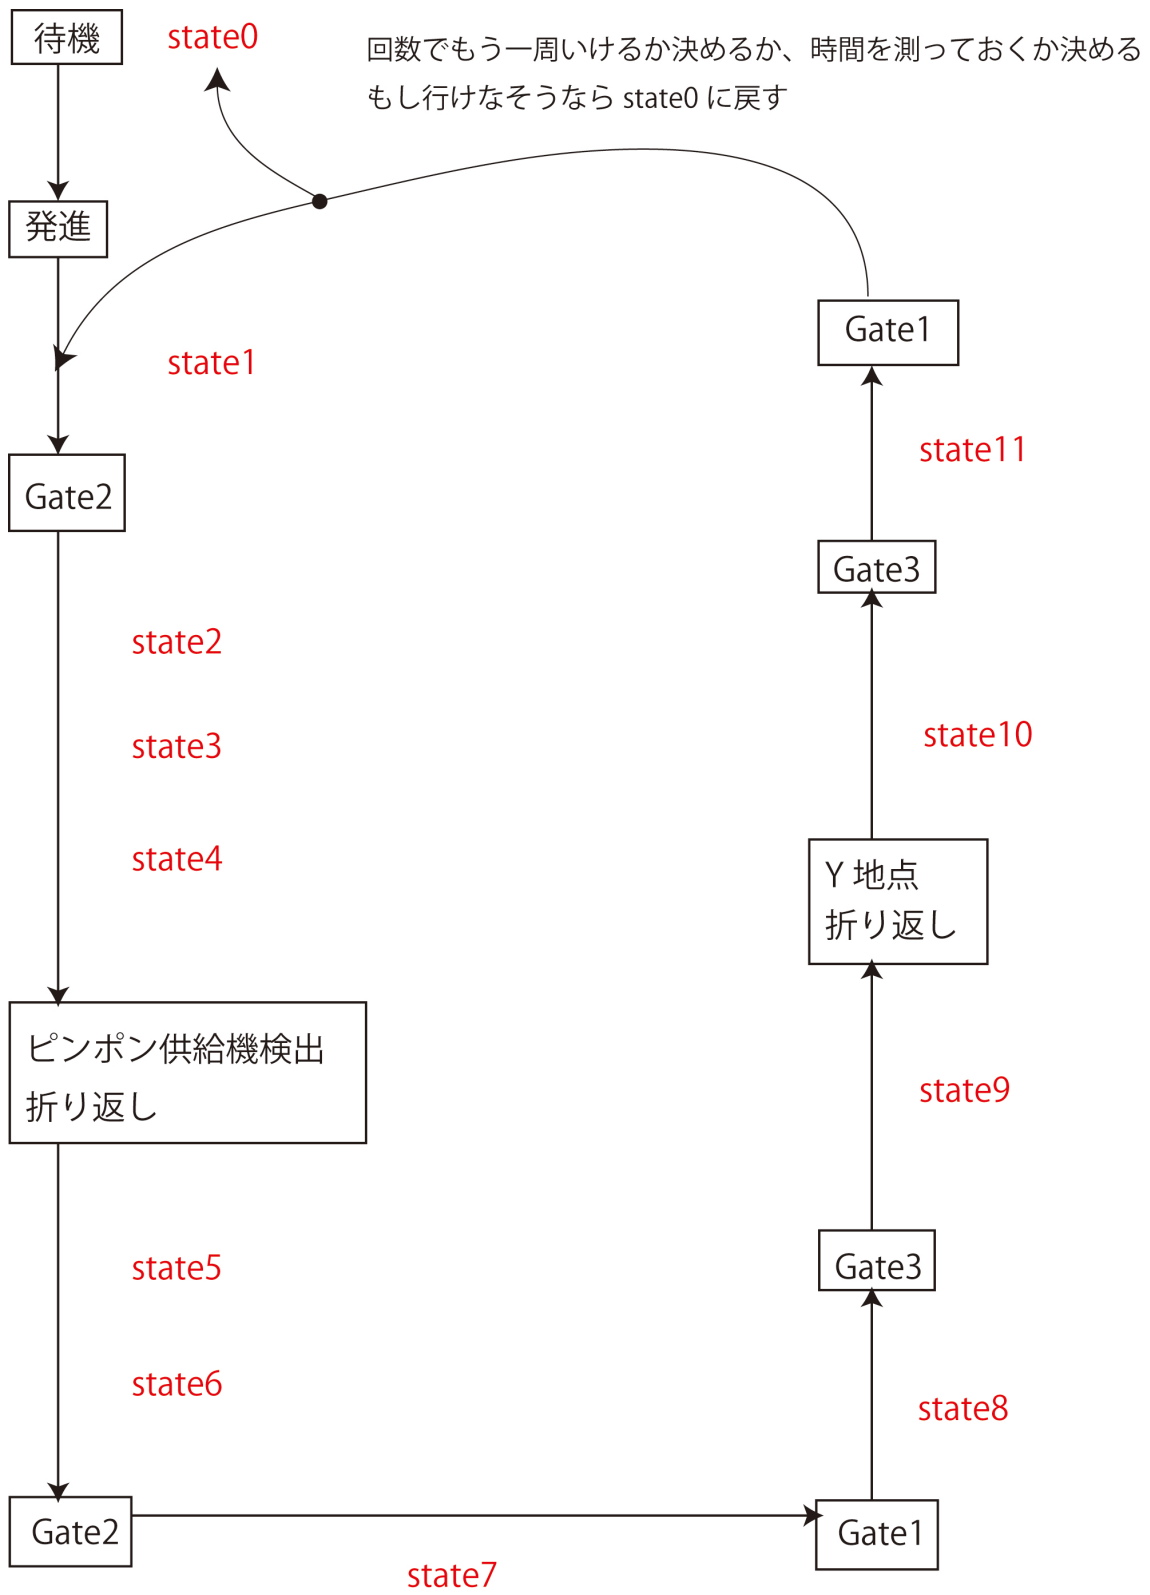 待機
state0
回数でもう一周いけるか決めるか、時間を測っておくか決める
もし行けなそうなら state0 に戻す
発進
state1
Gate2
state2
state3
state4
ピンポン供給機検出
折り返し
state5
state6
Gate2
state7
Gate1
state8
Gate3
state9
Y 地点
折り返し
state10
Gate3
state11
Gate1